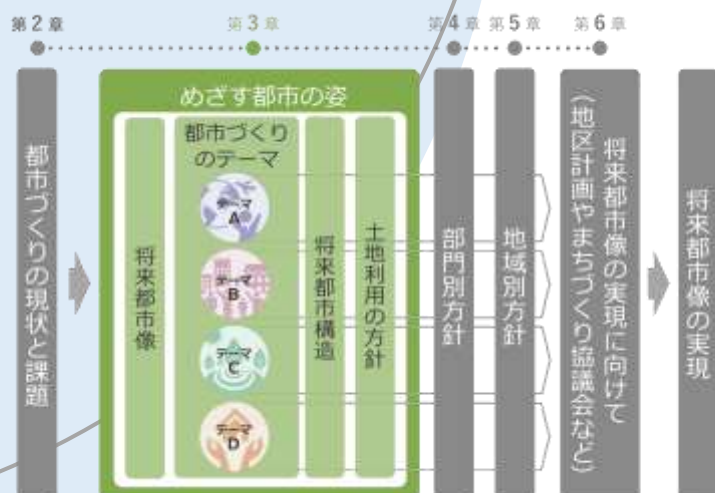 第2章
第3章
第4章
第5章
第6章
都市づくりの現状と課題
めざす都市の姿
将来都市像
都市づくり
のテーマ
テーマ
A
テーマ
B
テーマ
C
テーマ
D
将来都市構造
土地利用の方針
部門別方針
地域別方針
将来都市像の実現に向けて
(地区計画やまちづくり協議会など)
将来都市像の実現